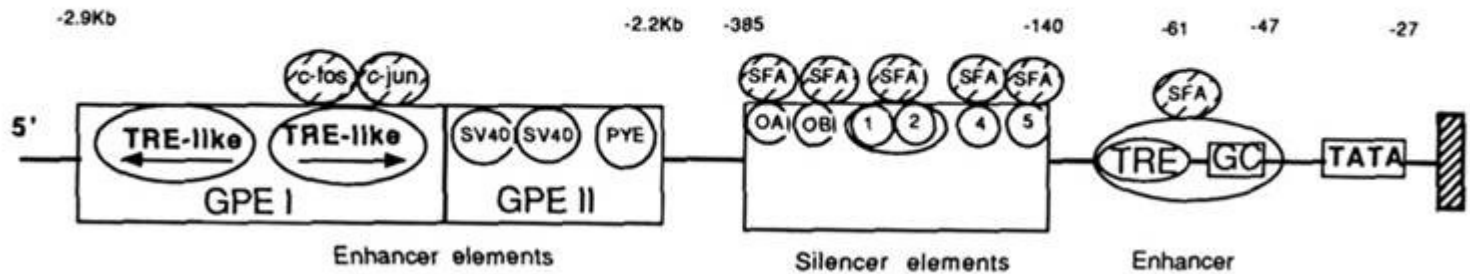 -2.9Kb -2.2Kb -385 -140 -61 -47 -27
c-fos c-jun SFA SFA SFA SFA SFA SFA
5' TRE-like TRE-like SV40 SV40 PYE OA OB 1 2 4 5 TRE GC TATA
GPE I GPE II
Enhancer elements Silencer elements Enhancer